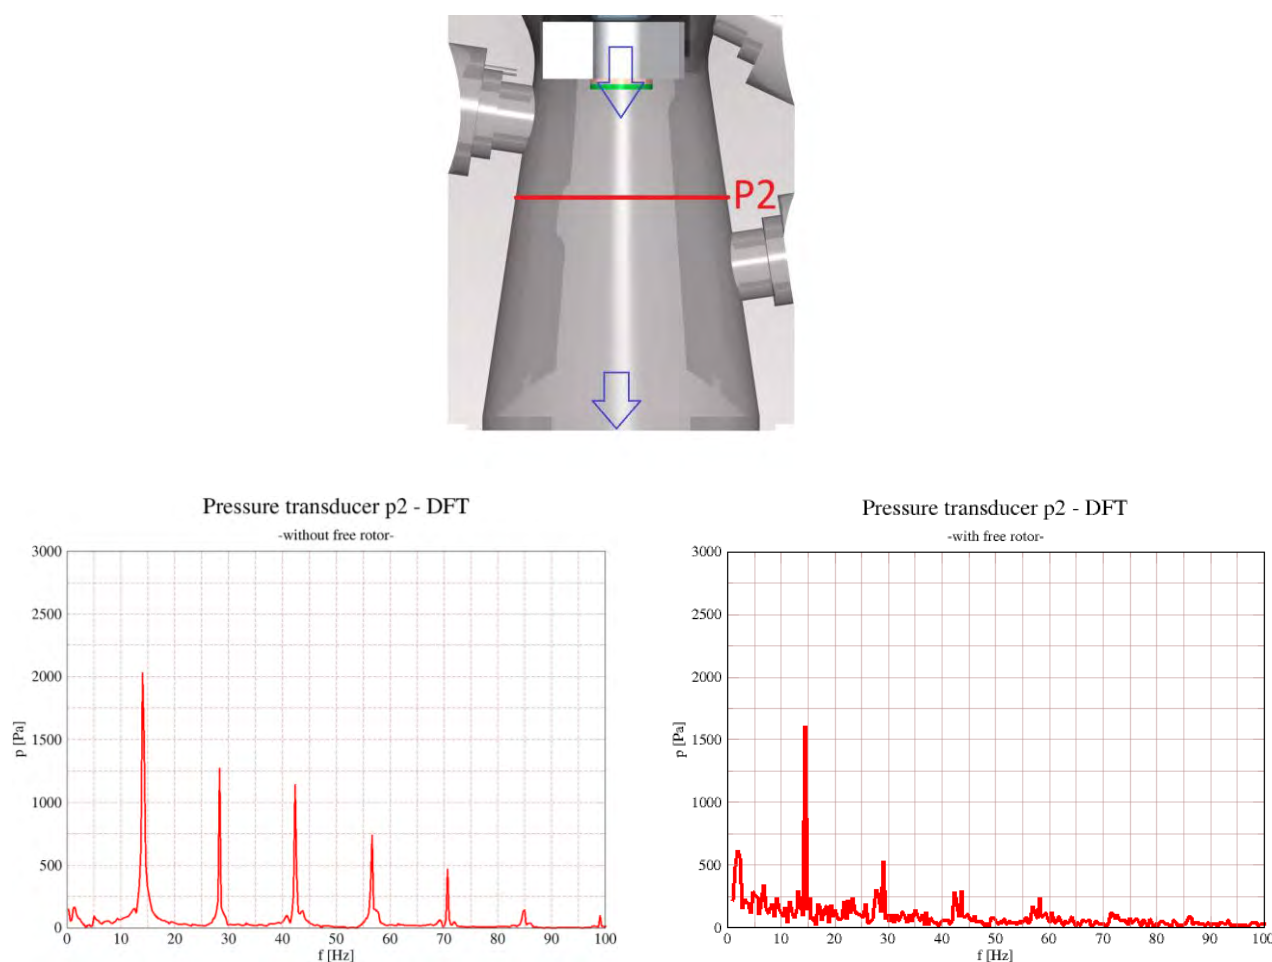 P2
Pressure transducer p2 - DFT
-without free rotor-
3000
2500
2000
1500
1000
500
0
p [Pa]
0 10 20 30 40 50 60 70 80 90 100
f [Hz]
Pressure transducer p2 - DFT
-with free rotor-
3000
2500
2000
1500
1000
500
0
p [Pa]
0 10 20 30 40 50 60 70 80 90 100
f [Hz]